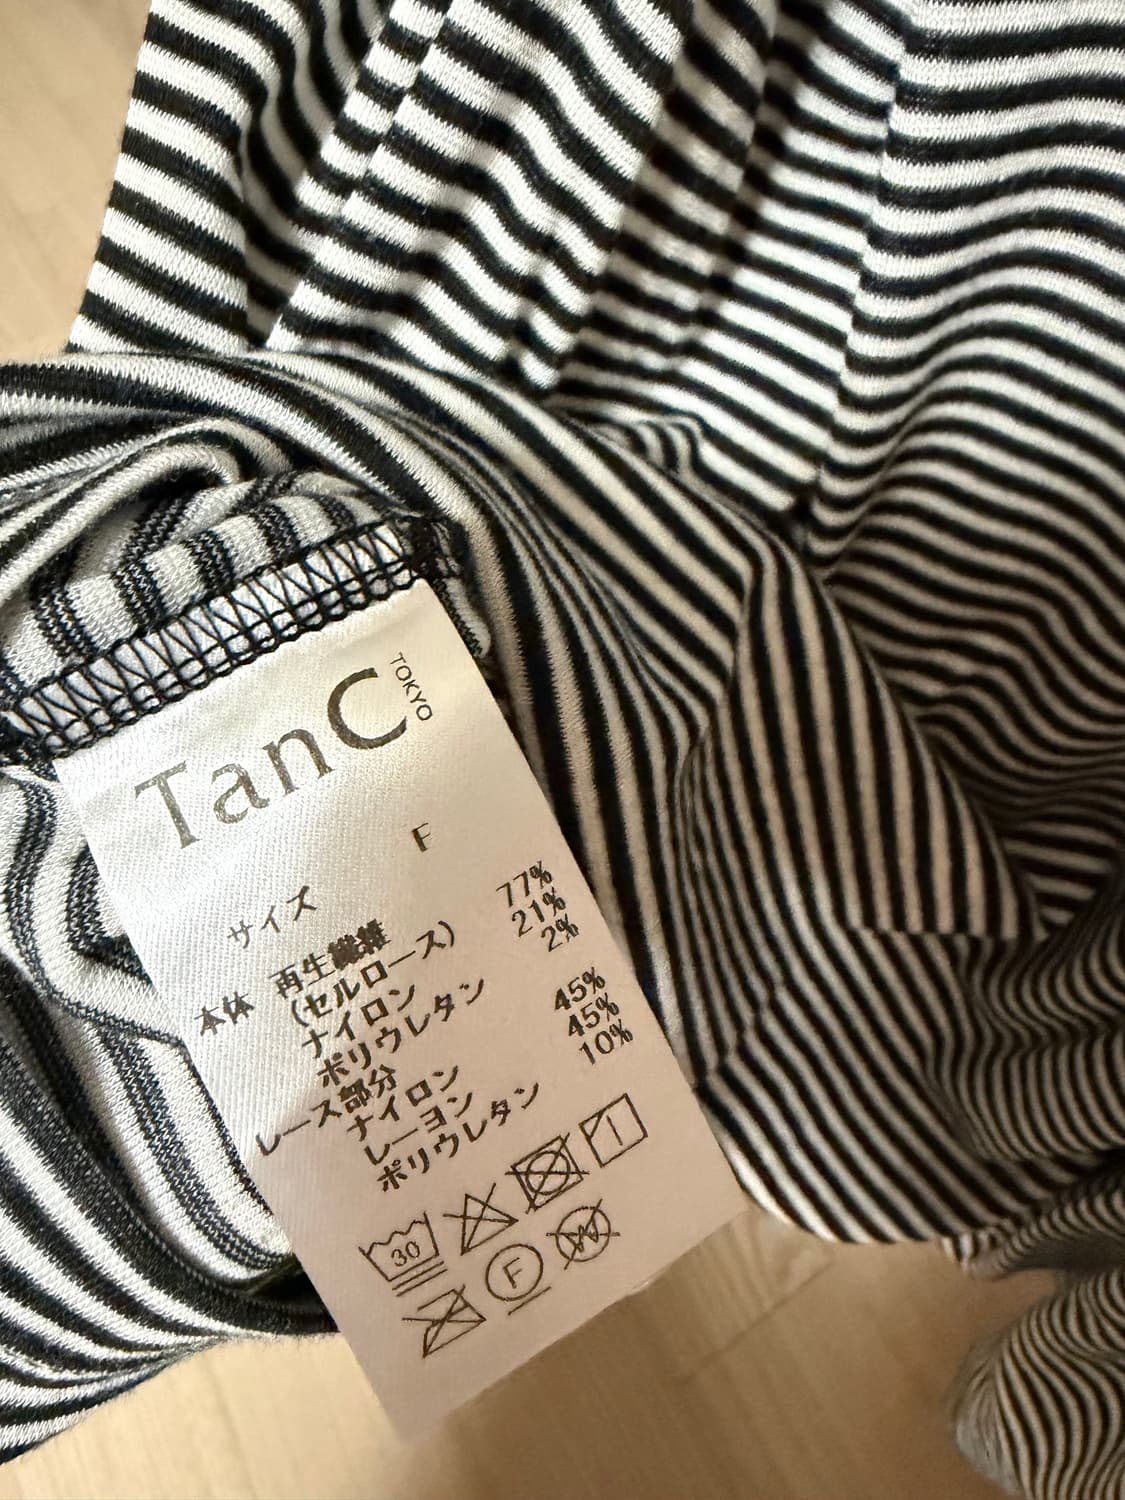 TanC TOKYO
サイズ F
本体 再生繊維
(セルロース) 77%
ナイロン 21%
ポリウレタン 2%
レース部分
ナイロン 45%
レーヨン 45%
ポリウレタン 10%
30
F
W